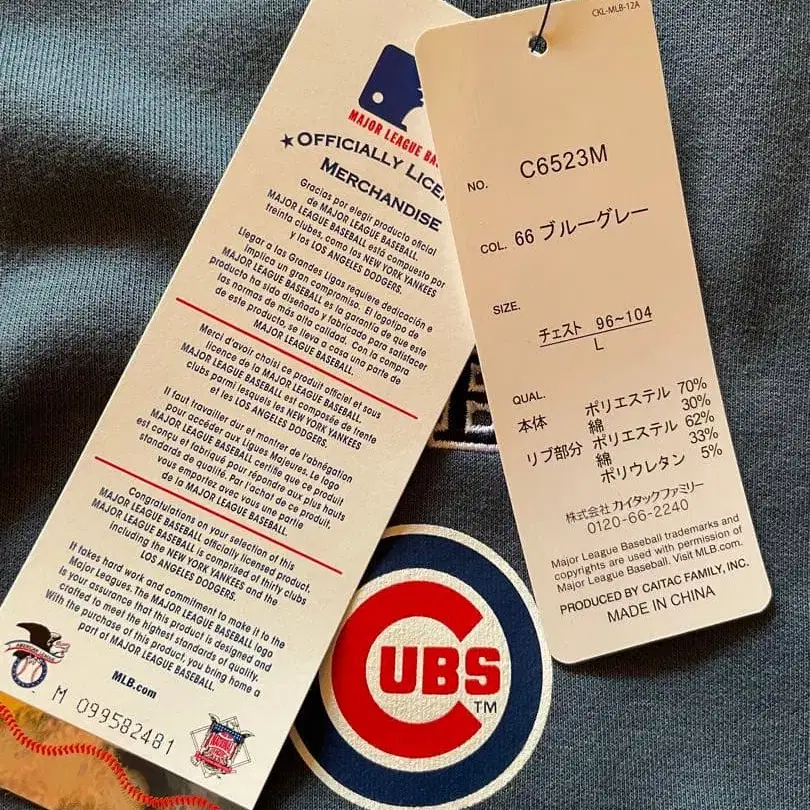 MAJOR LEAGUE BA
★OFFICIALLY LICE
MERCHANDISE
Gracias por elegir producto oficial
de MAJOR LEAGUE BASEBALL.
MAJOR LEAGUE BASEBALL está compuesto por
treinta clubes, como los NEW YORK YANKEES
y los LOS ANGELES DODGERS.
Llegar a las Grandes Ligas requiere dedicación e
implica un gran compromiso. El logotipo de
MAJOR LEAGUE BASEBALL es la garantía de que este
producto ha sido diseñado y fabricado para satisfacer
las normas de más alta calidad. Con la compra
de este producto, se lleva a casa una parte de
MAJOR LEAGUE BASEBALL.
Merci d'avoir choisi ce produit officiel et sous
licence de la MAJOR LEAGUE BASEBALL.
MAJOR LEAGUE BASEBALL est composée de trente
clubs parmi lesquels les NEW YORK YANKEES
et les LOS ANGELES DODGERS.
Il faut travailler dur et montrer de l'abnégation
pour accéder aux Ligues Majeures. Le logo
MAJOR LEAGUE BASEBALL certifie que ce produit
est conçu et fabriqué pour répondre aux plus hauts
standards de qualité. Par l'achat de ce produit,
vous emportez avec vous une partie
de la MAJOR LEAGUE BASEBALL.
Congratulations on your selection of this
MAJOR LEAGUE BASEBALL officially licensed product.
MAJOR LEAGUE BASEBALL is comprised of thirty clubs
including the NEW YORK YANKEES and the
LOS ANGELES DODGERS.
It takes hard work and commitment to make it to the
Major Leagues. The MAJOR LEAGUE BASEBALL logo
is your assurance that this product is designed and
crafted to meet the highest standards of quality.
With the purchase of this product, you bring home a
part of MAJOR LEAGUE BASEBALL.
MLB.com
AMERICAN LEAGUE
M 099582481
NATIONAL
CKL-MLB-12A
NO. C6523M
COL. 66 ブルーグレー
SIZE.
チェスト 96~104
L
QUAL.
本体 ポリエステル 70%
綿 30%
リブ部分 ポリエステル 62%
綿 33%
ポリウレタン 5%
株式会社 カイタックファミリー
0120-66-2240
Major League Baseball trademarks and
copyrights are used with permission of
Major League Baseball. Visit MLB.com.
PRODUCED BY CAITAC FAMILY, INC.
MADE IN CHINA
CUBS
TM